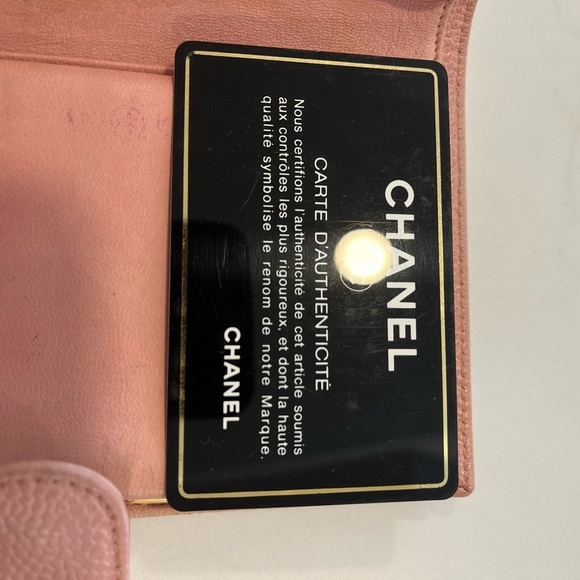 CHANEL
CARTE D'AUTHENTICITÉ
Nous certifions l'authenticité de cet article soumis
aux contrôles les plus rigoureux, et dont la haute
qualité symbolise le renom de notre Marque.
CHANEL